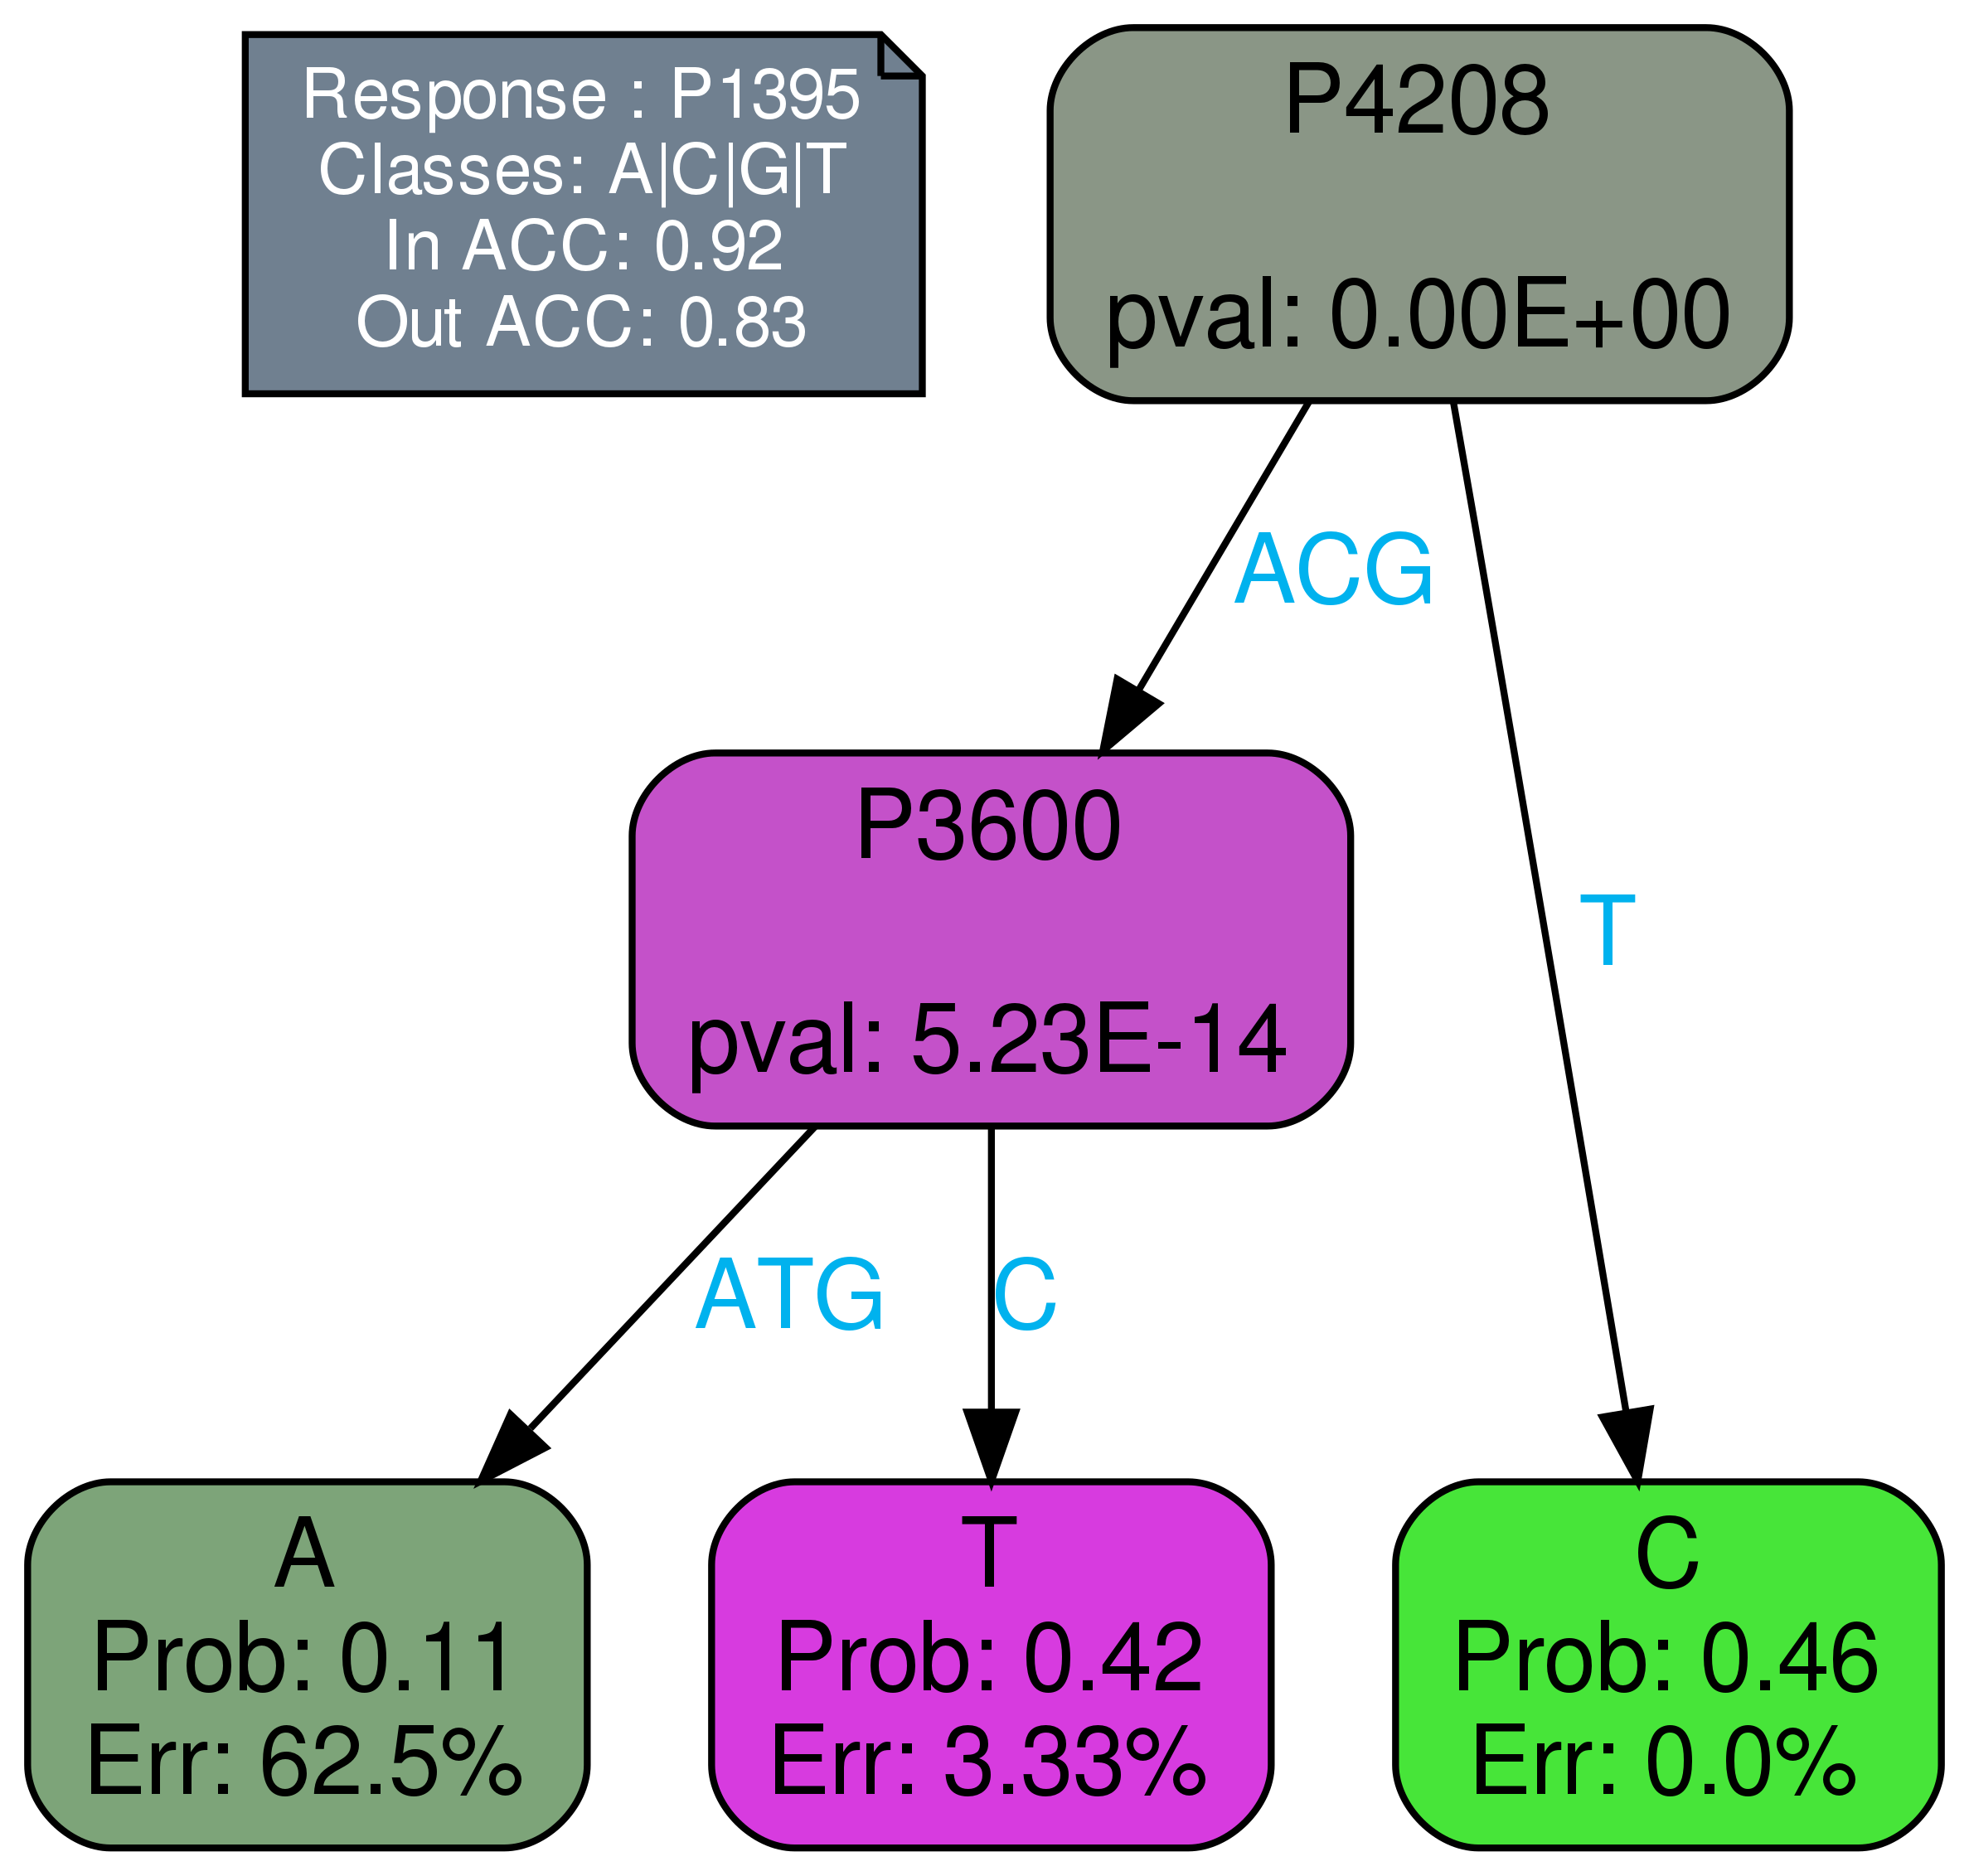 Response : P1395
Classes: A|C|G|T
In ACC: 0.92
Out ACC: 0.83
P4208
pval: 0.00E+00
ACG
T
P3600
pval: 5.23E-14
ATG
C
A
Prob: 0.11
Err: 62.5%
T
Prob: 0.42
Err: 3.33%
C
Prob: 0.46
Err: 0.0%